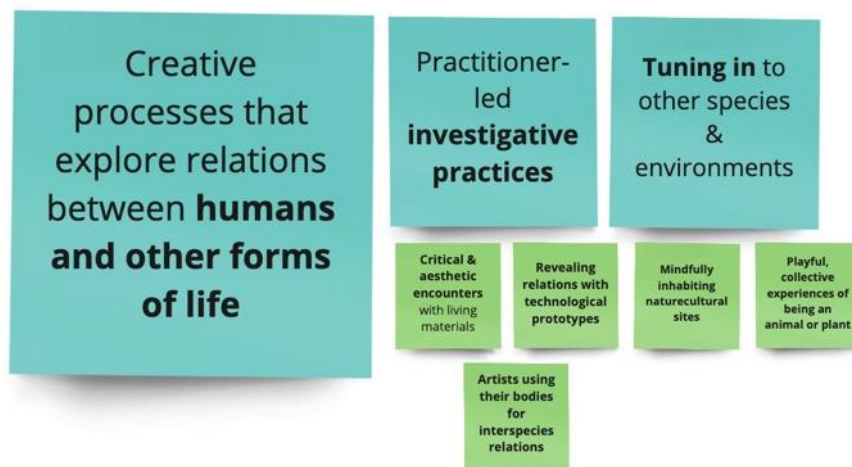 Creative
processes that
explore relations
between humans
and other forms
of life
Practitioner-
led
investigative
practices
Tuning in to
other species
&
environments
Critical &
aesthetic
encounters
with living
materials
Revealing
relations with
technological
prototypes
Mindfully
inhabiting
naturecultural
sites
Playful,
collective
experiences of
being an
animal or plant
Artists using
their bodies
for
interspecies
relations